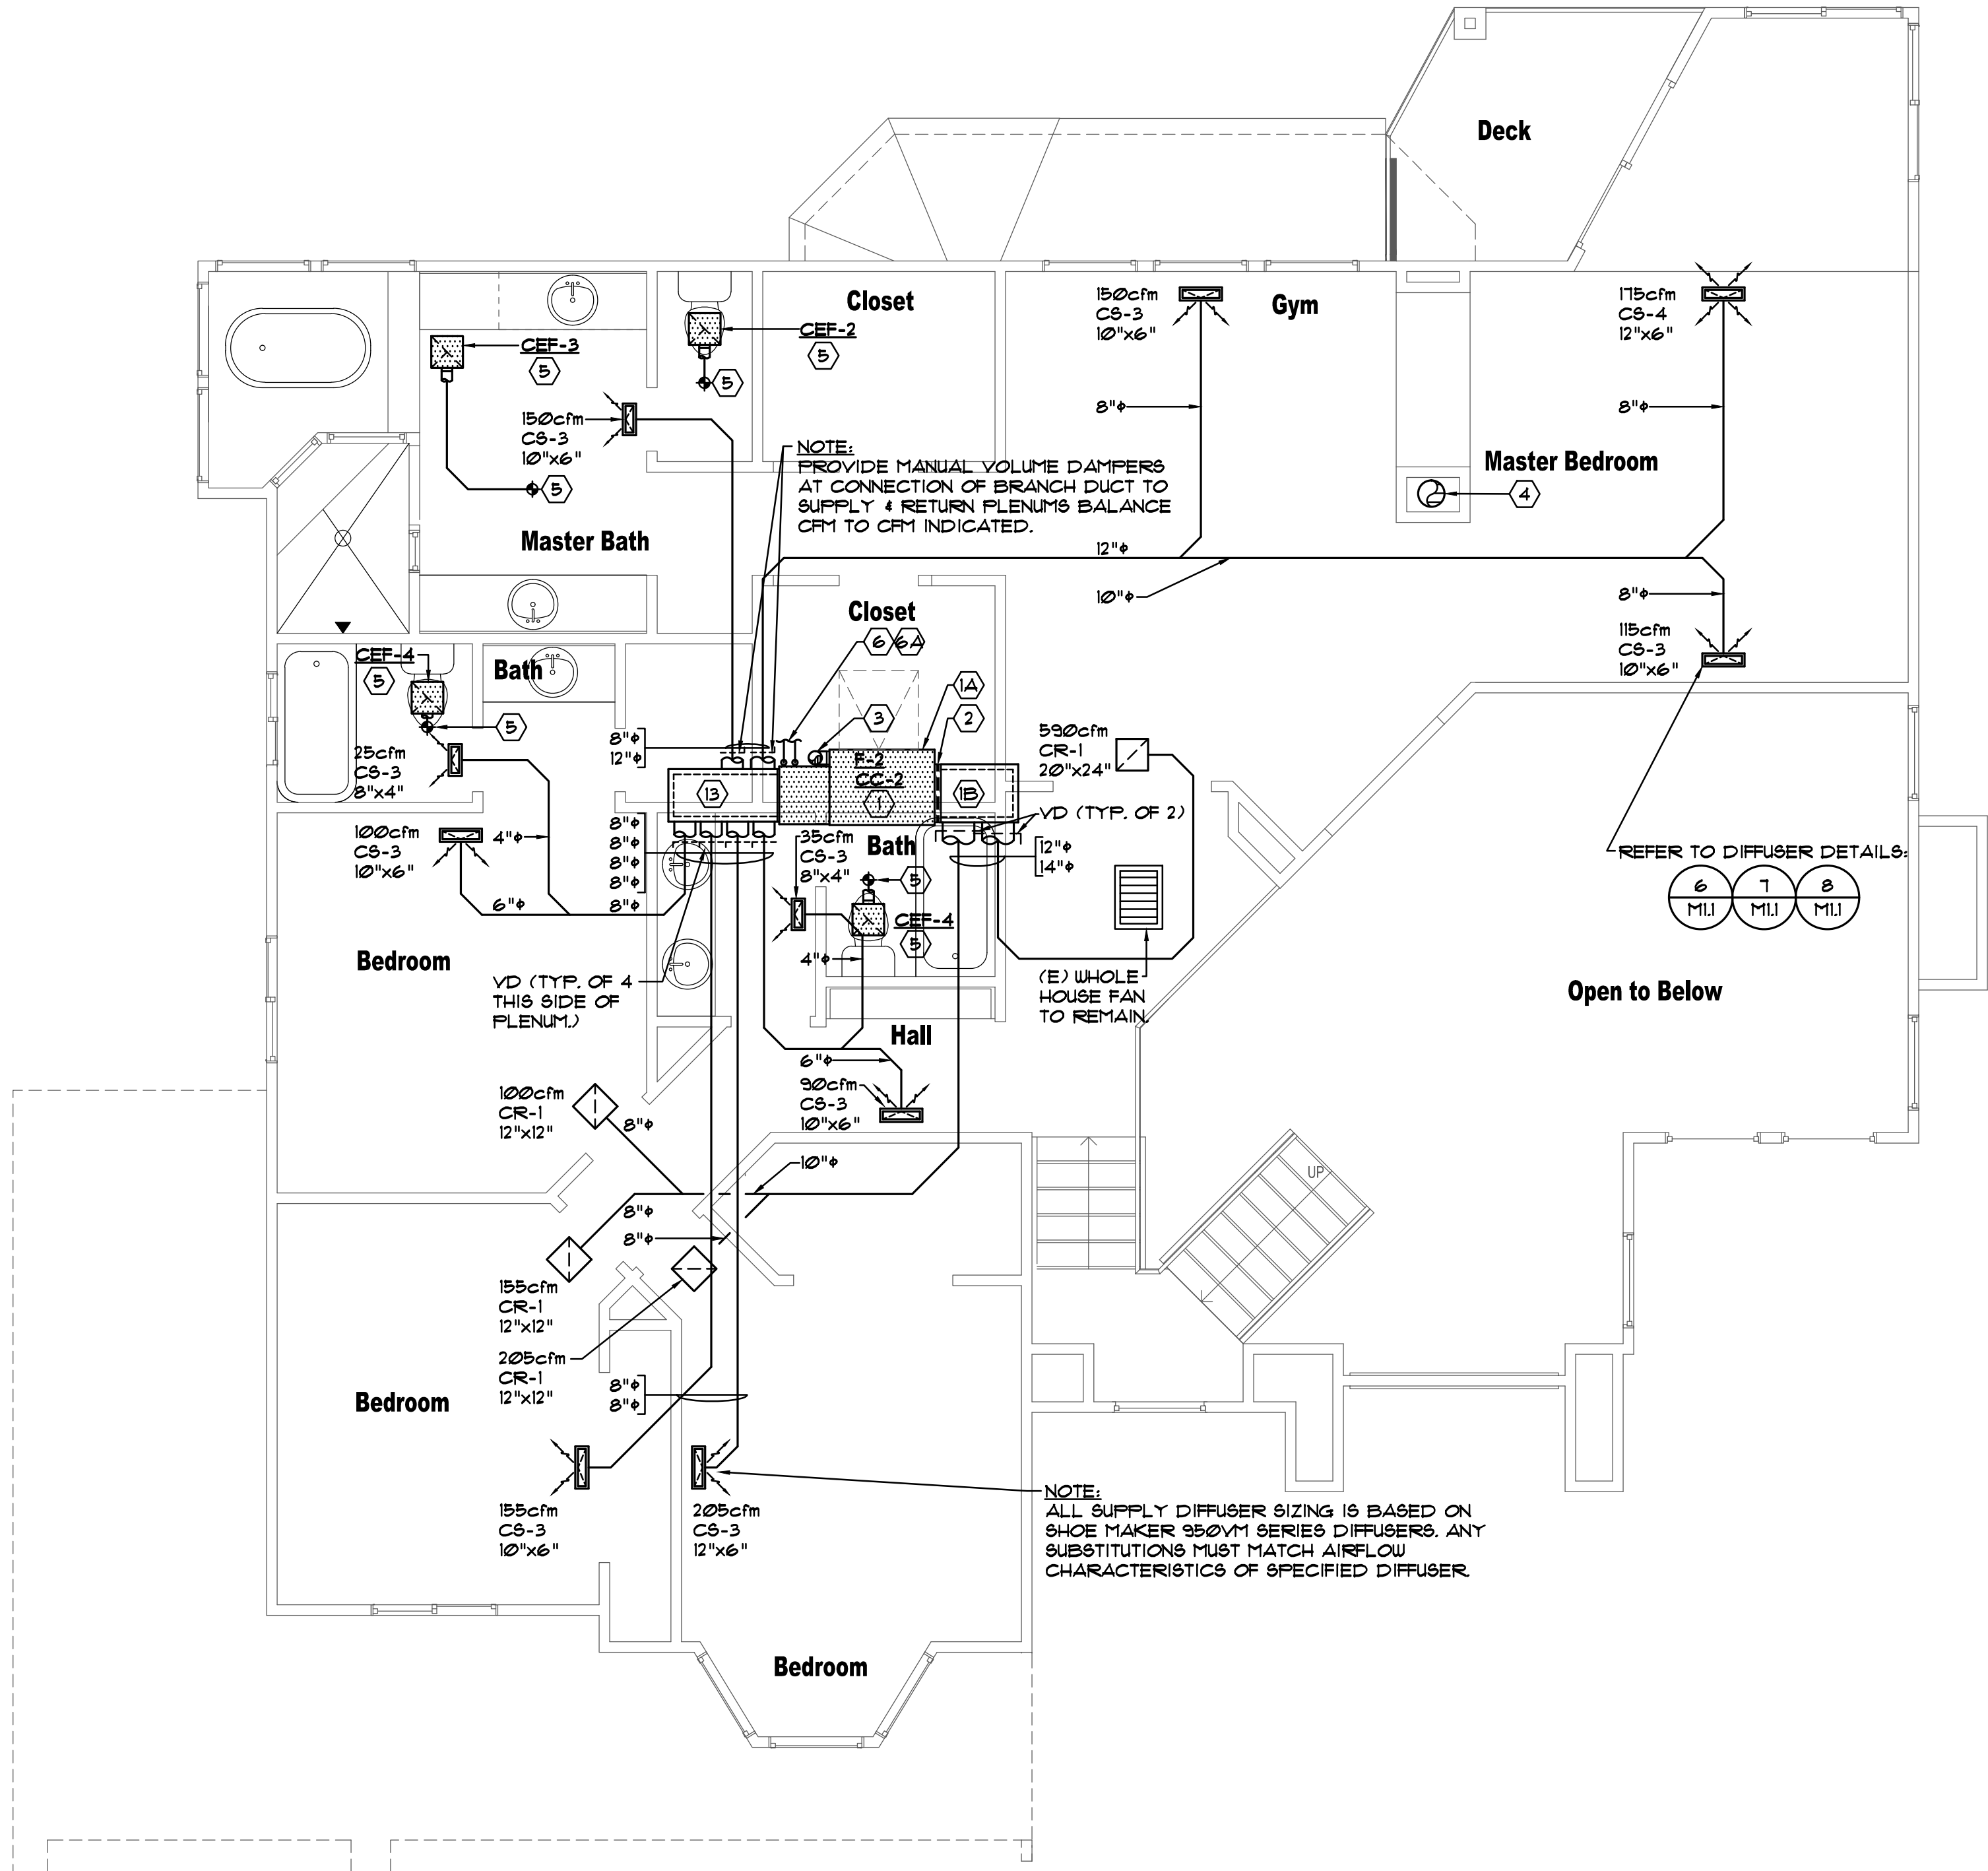 Deck
Closet
150cfm
CS-3
10"x6"
Gym
175cfm
CS-4
12"x6"
CEF-2
5
5
CEF-3
5
150cfm
CS-3
10"x6"
5
8"ϕ
8"ϕ
NOTE:
PROVIDE MANUAL VOLUME DAMPERS
AT CONNECTION OF BRANCH DUCT TO
SUPPLY & RETURN PLENUMS BALANCE
CFM TO CFM INDICATED.
Master Bedroom
4
Master Bath
12"ϕ
10"ϕ
8"ϕ
Closet
6
6A
115cfm
CS-3
10"x6"
CEF-4
5
Bath
5
1A
3
2
25cfm
CS-3
8"x4"
8"ϕ
12"ϕ
F-2
CC-2
1
13
1B
590cfm
CR-1
20"x24"
VD (TYP. OF 2)
100cfm
CS-3
10"x6"
4"ϕ
8"ϕ
8"ϕ
8"ϕ
8"ϕ
8"ϕ
6"ϕ
35cfm
CS-3
8"x4"
Bath
5
CEF-4
5
4"ϕ
12"ϕ
14"ϕ
REFER TO DIFFUSER DETAILS:
6
M1.1
7
M1.1
8
M1.1
Bedroom
VD (TYP. OF 4
THIS SIDE OF
PLENUM.)
(E) WHOLE
HOUSE FAN
TO REMAIN.
Open to Below
Hall
6"ϕ
90cfm
CS-3
10"x6"
100cfm
CR-1
12"x12"
8"ϕ
10"ϕ
UP
8"ϕ
8"ϕ
155cfm
CR-1
12"x12"
205cfm
CR-1
12"x12"
8"ϕ
8"ϕ
Bedroom
155cfm
CS-3
10"x6"
205cfm
CS-3
12"x6"
NOTE:
ALL SUPPLY DIFFUSER SIZING IS BASED ON
SHOE MAKER 950VM SERIES DIFFUSERS. ANY
SUBSTITUTIONS MUST MATCH AIRFLOW
CHARACTERISTICS OF SPECIFIED DIFFUSER
Bedroom